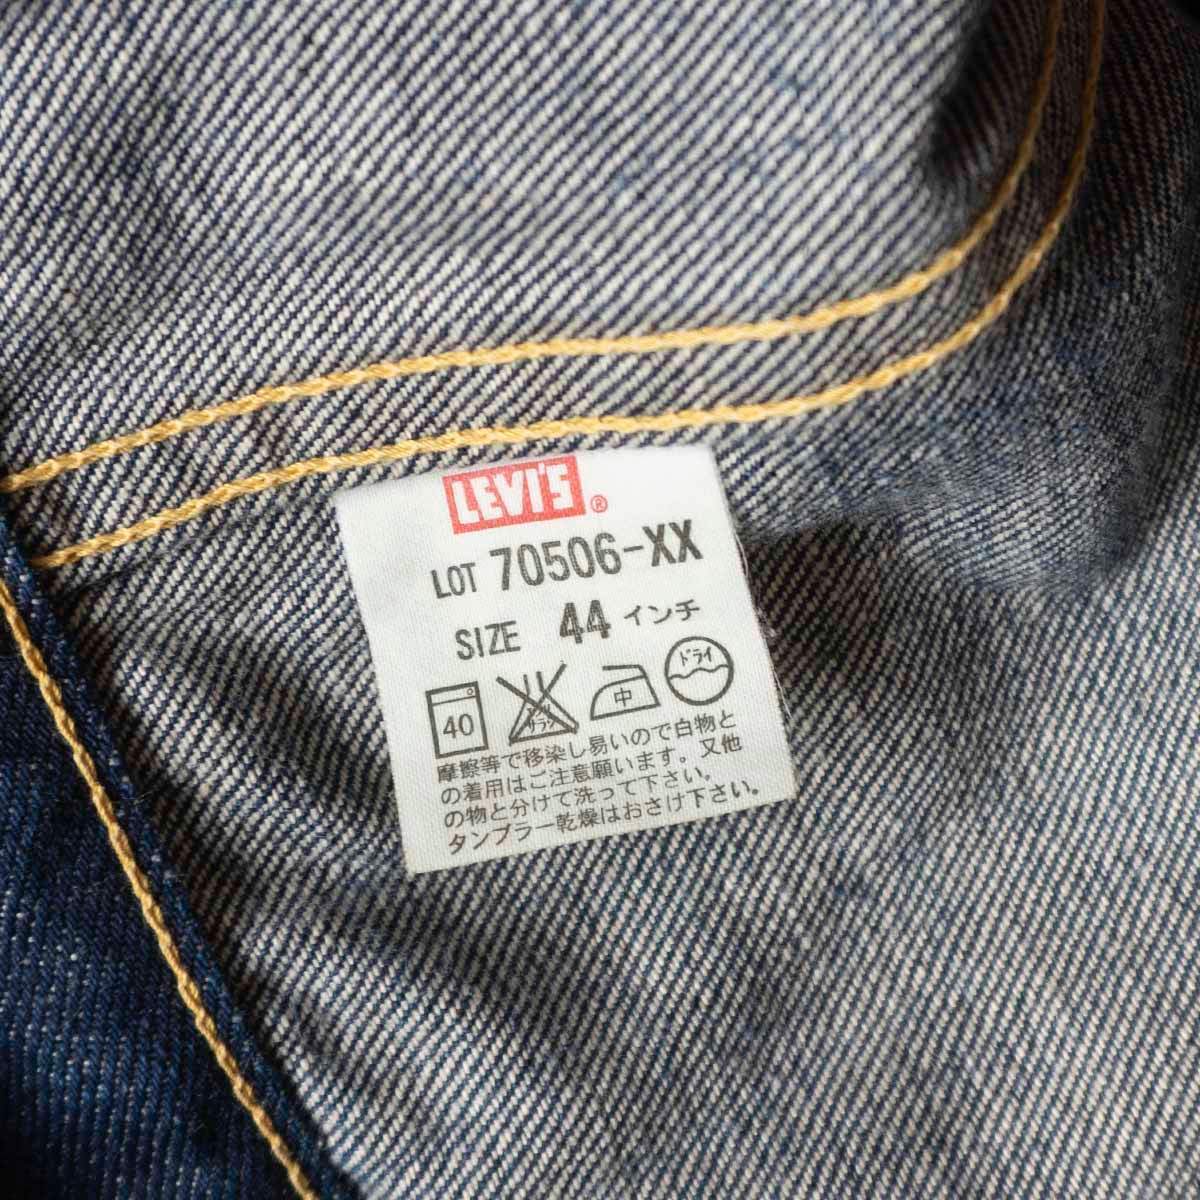 LEVI'S®
LOT 70506-XX
SIZE 44 インチ
40 中 ドライ
摩擦等で移染し易いので白物と
の着用はご注意願います。又他
の物と分けて洗って下さい。
タンブラー乾燥はおさけ下さい。